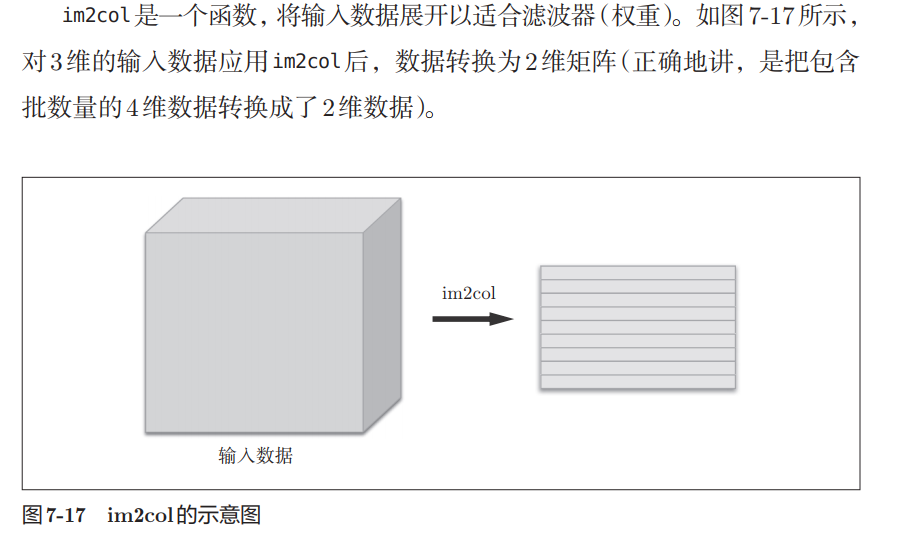 im2col是一个函数，将输入数据展开以适合滤波器（权重）。如图7-17所示，
对3维的输入数据应用im2col后，数据转换为2维矩阵（正确地讲，是把包含
批数量的4维数据转换成了2维数据）。
im2col
输入数据
图7-17 im2col的示意图